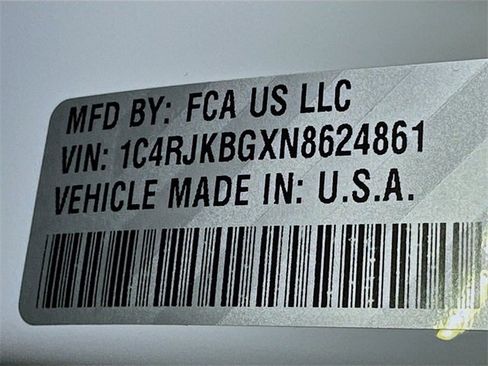 MFD BY: FCA US LLC
VIN: 1C4RJKBGXN8624861
VEHICLE MADE IN: U.S.A.